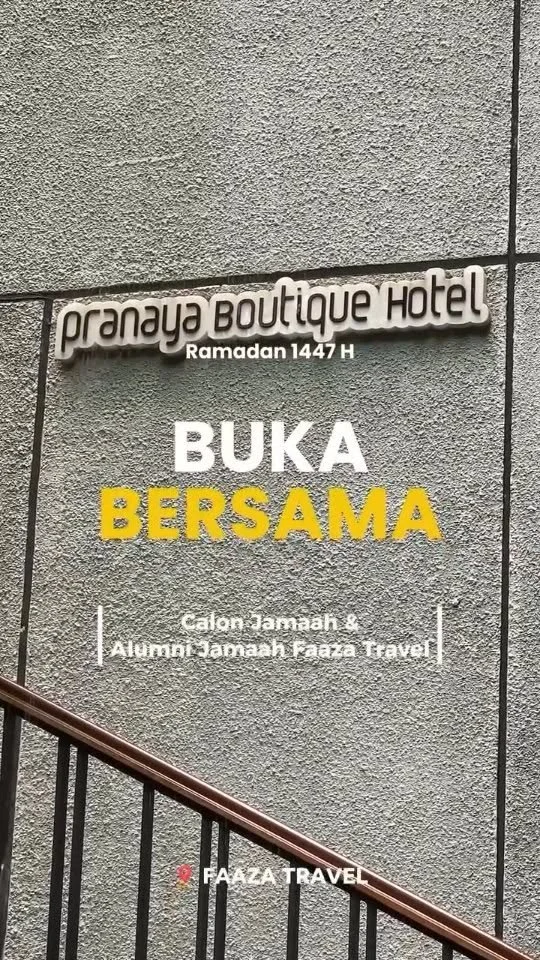 Pranaya Boutique Hotel
Ramadan 1447 H
BUKA
BERSAMA
Calon Jamaah &
Alumni Jamaah Faaza Travel
FAAZA TRAVEL